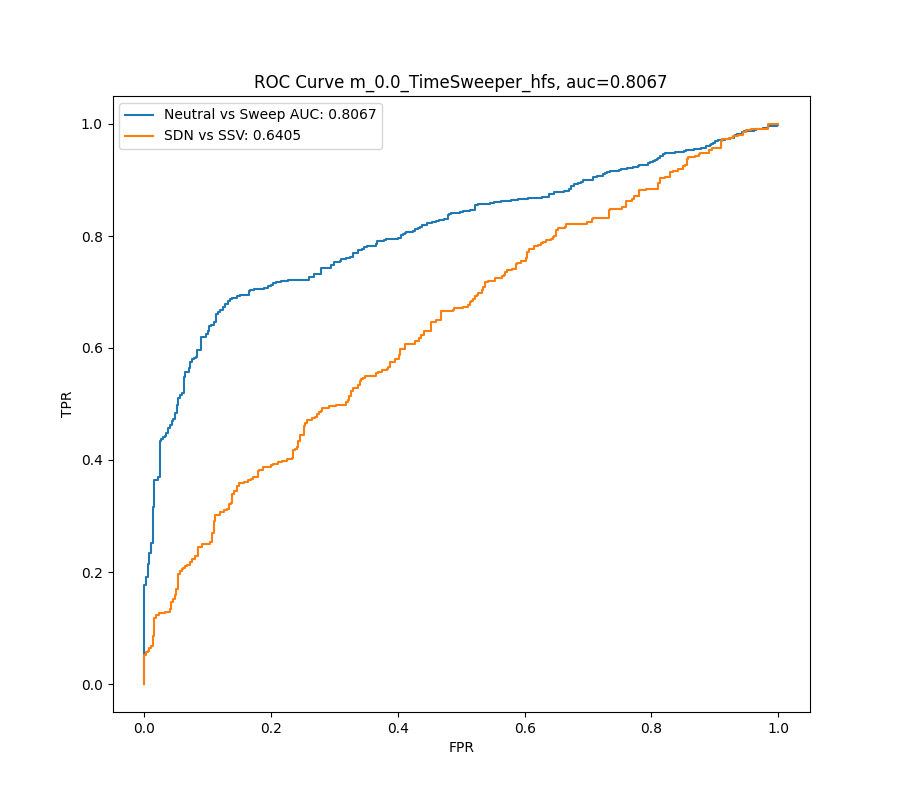 ROC Curve m_0.0_TimeSweeper_hfs, auc=0.8067
Neutral vs Sweep AUC: 0.8067
SDN vs SSV: 0.6405
1.0
0.8
0.6
0.4
0.2
0.0
TPR
0.0 0.2 0.4 0.6 0.8 1.0
FPR